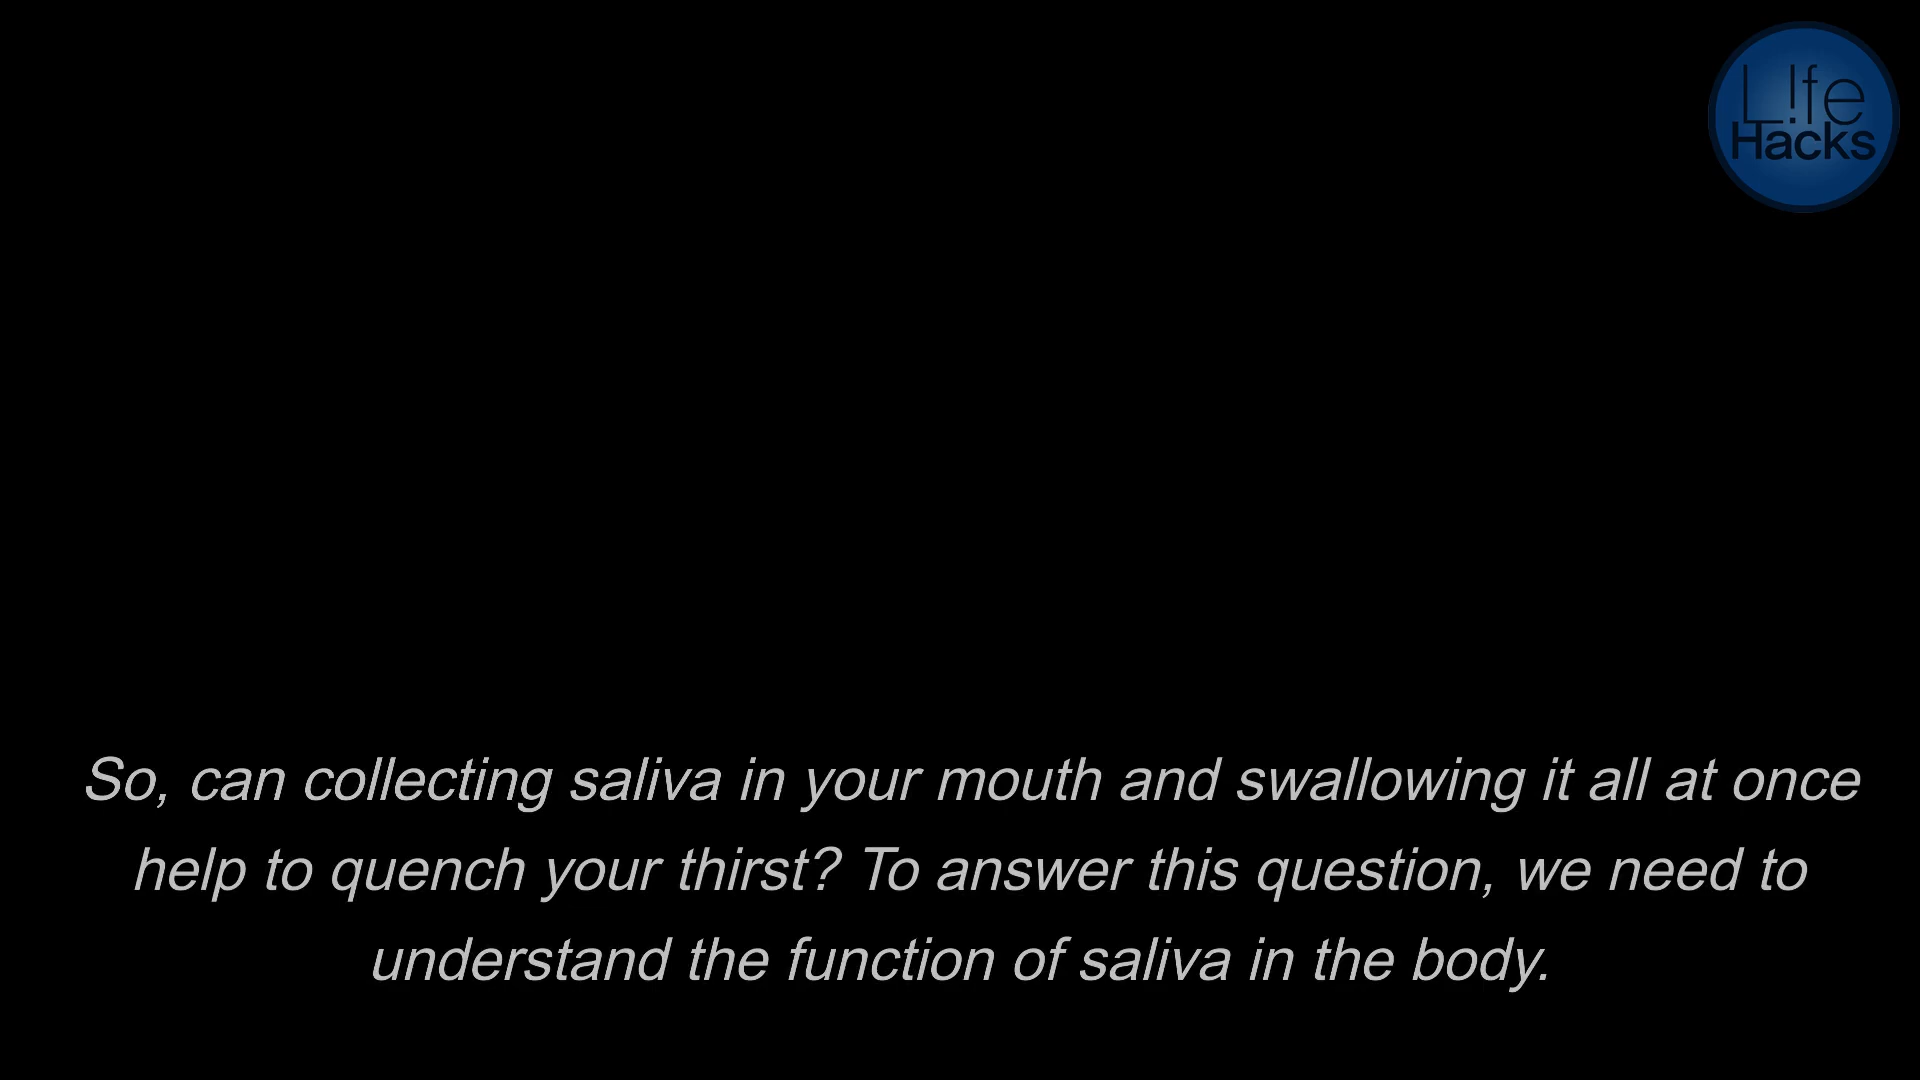 L!fe
Hacks
So, can collecting saliva in your mouth and swallowing it all at once
help to quench your thirst? To answer this question, we need to
understand the function of saliva in the body.